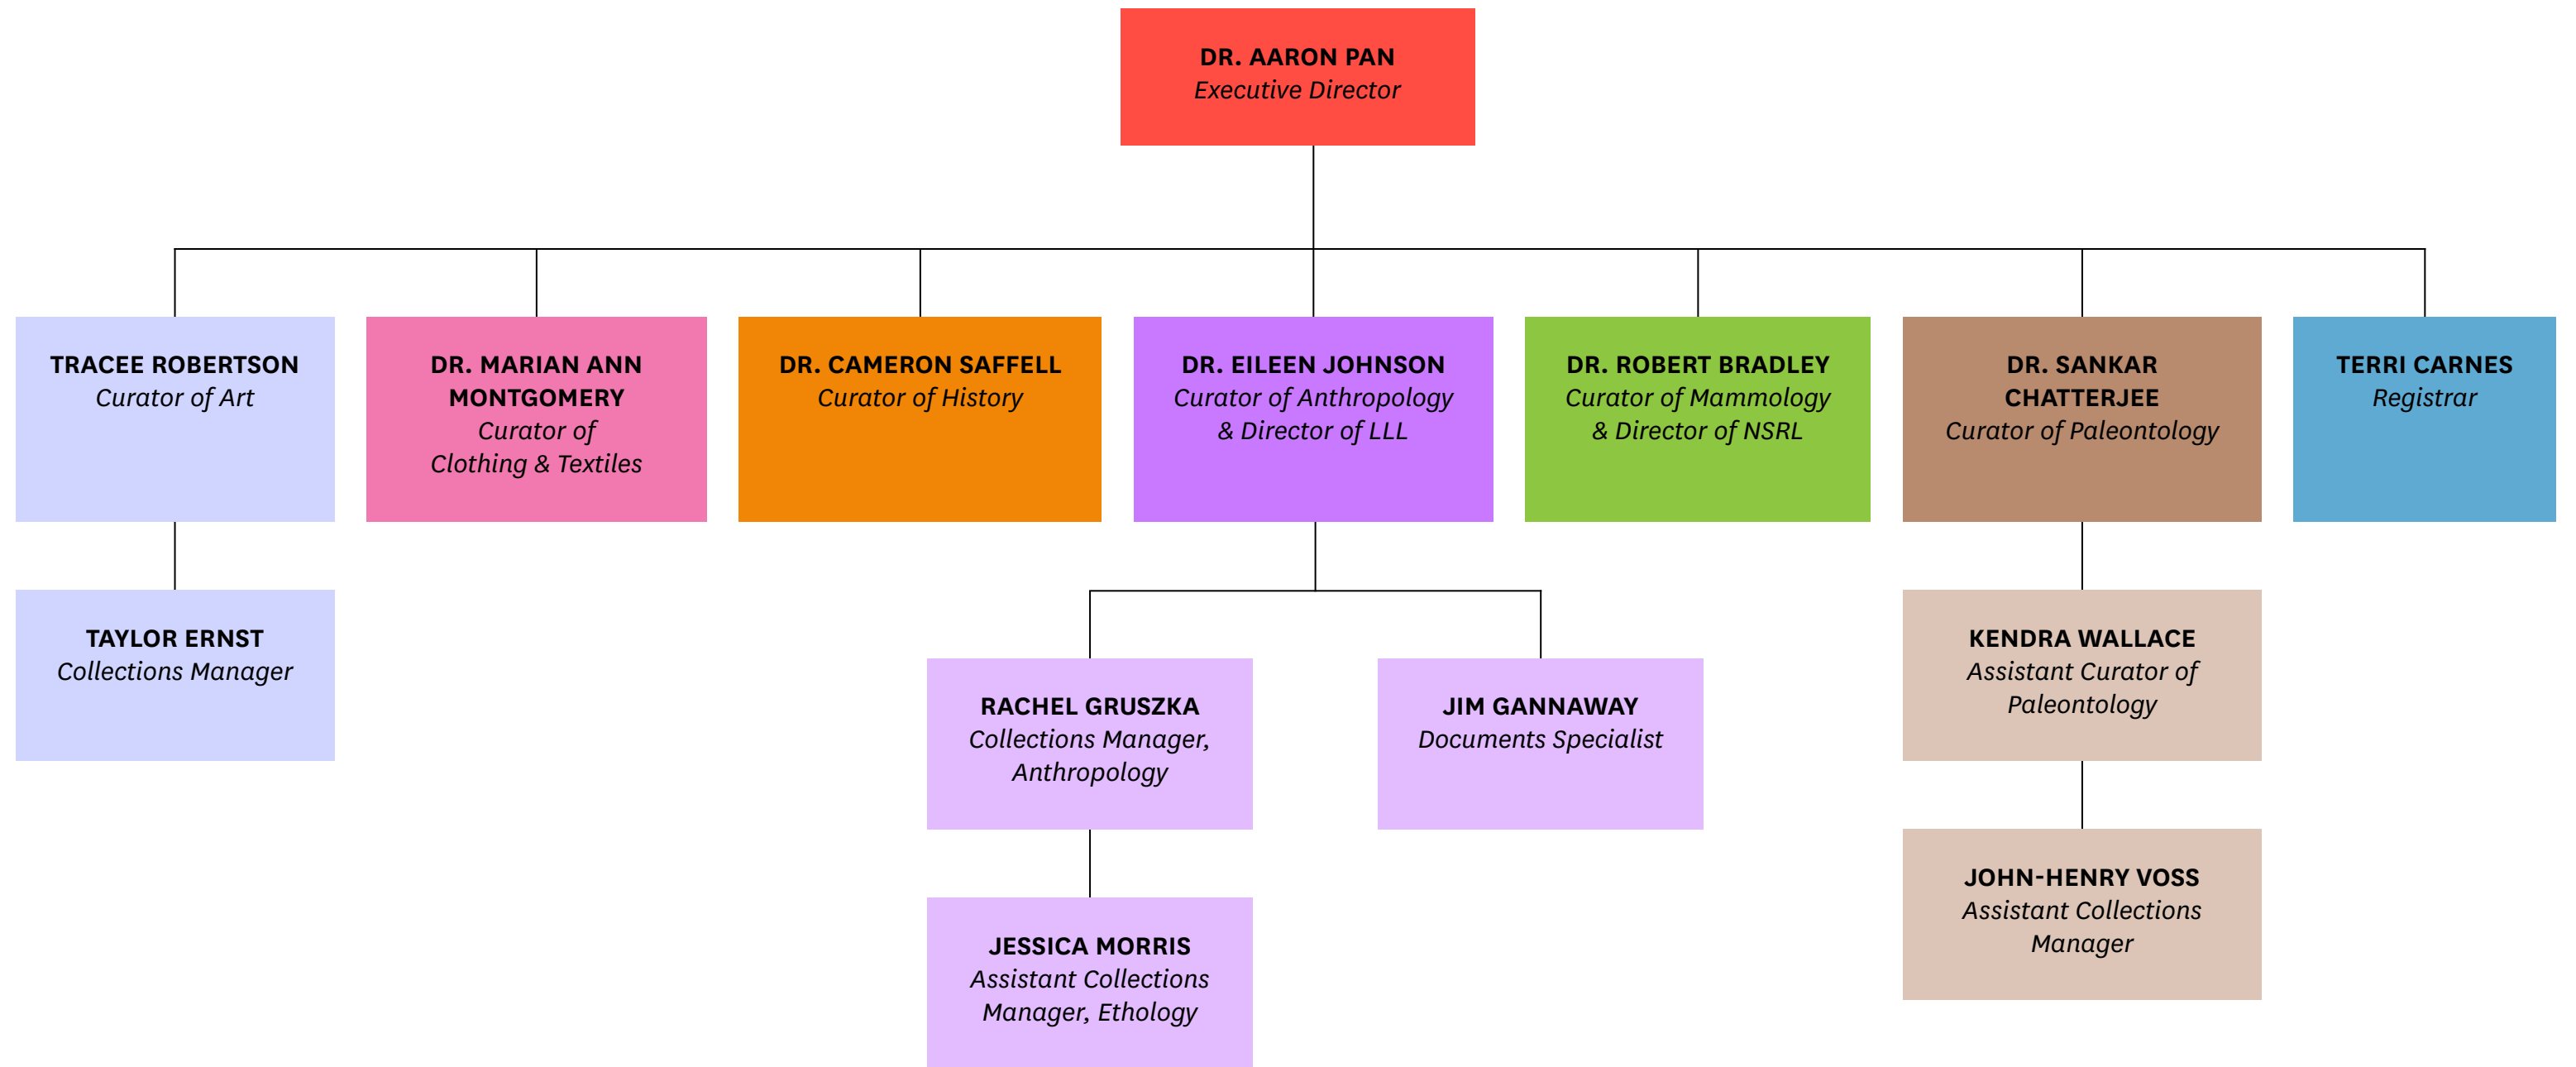 DR. AARON PAN
Executive Director
TRACEE ROBERTSON
Curator of Art
DR. MARIAN ANN
MONTGOMERY
Curator of
Clothing & Textiles
DR. CAMERON SAFFELL
Curator of History
DR. EILEEN JOHNSON
Curator of Anthropology
& Director of LLL
DR. ROBERT BRADLEY
Curator of Mammology
& Director of NSRL
DR. SANKAR
CHATTERJEE
Curator of Paleontology
TERRI CARNES
Registrar
TAYLOR ERNST
Collections Manager
RACHEL GRUSZKA
Collections Manager,
Anthropology
JIM GANNAWAY
Documents Specialist
KENDRA WALLACE
Assistant Curator of
Paleontology
JESSICA MORRIS
Assistant Collections
Manager, Ethology
JOHN-HENRY VOSS
Assistant Collections
Manager